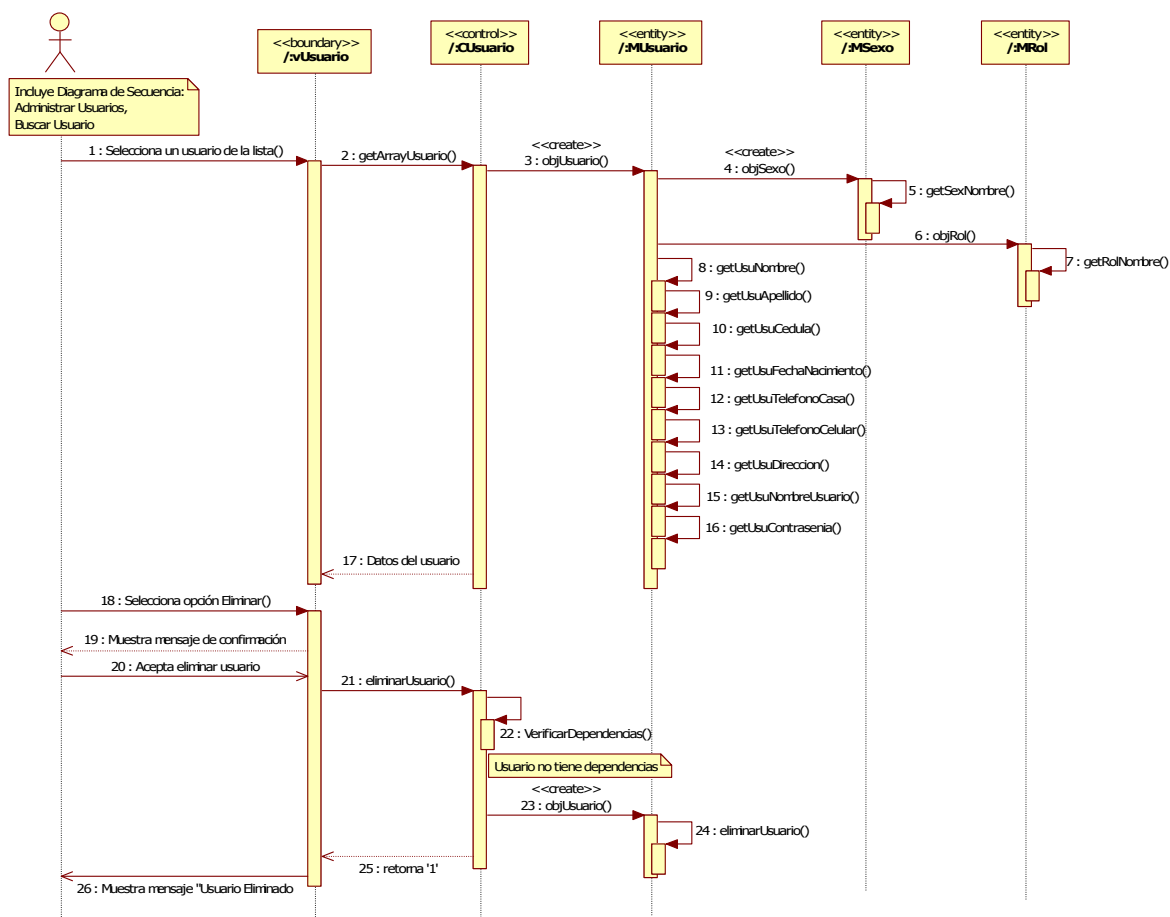 <<boundary>>
/:vUsuario
<<control>>
/:CUsuario
<<entity>>
/:MUsuario
<<entity>>
/:MSexo
<<entity>>
/:MRol
Incluye Diagrama de Secuencia:
Administrar Usuarios,
Buscar Usuario
1 : Selecciona un usuario de la lista()
2 : getArrayUsuario()
<<create>>
3 : objUsuario()
<<create>>
4 : objSexo()
5 : getSexNombre()
6 : objRol()
7 : getRolNombre()
8 : getUsuNombre()
9 : getUsuApellido()
10 : getUsuCedula()
11 : getUsuFechaNacimiento()
12 : getUsuTelefonoCasa()
13 : getUsuTelefonoCelular()
14 : getUsuDireccion()
15 : getUsuNombreUsuario()
16 : getUsuContrasenia()
17 : Datos del usuario
18 : Selecciona opción Eliminar()
19 : Muestra mensaje de confirmación
20 : Acepta eliminar usuario
21 : eliminarUsuario()
22 : VerificarDependencias()
Usuario no tiene dependencias
<<create>>
23 : objUsuario()
24 : eliminarUsuario()
25 : retorna '1'
26 : Muestra mensaje "Usuario Eliminado